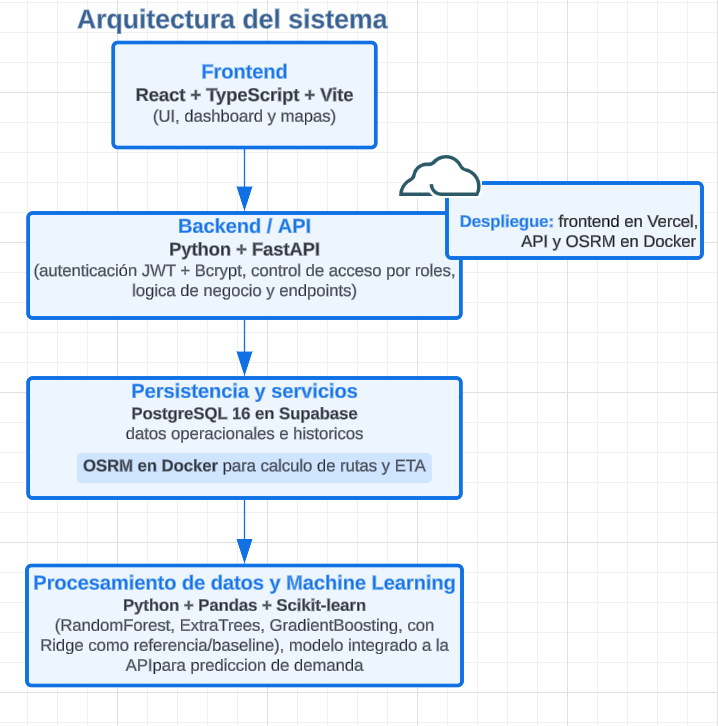 Arquitectura del sistema
Frontend
React + TypeScript + Vite
(UI, dashboard y mapas)
Despliegue: frontend en Vercel,
API y OSRM en Docker
Backend / API
Python + FastAPI
(autenticación JWT + Bcrypt, control de acceso por roles,
logica de negocio y endpoints)
Persistencia y servicios
PostgreSQL 16 en Supabase
datos operacionales e historicos
OSRM en Docker para calculo de rutas y ETA
Procesamiento de datos y Machine Learning
Python + Pandas + Scikit-learn
(RandomForest, ExtraTrees, GradientBoosting, con
Ridge como referencia/baseline), modelo integrado a la
APIpara prediccion de demanda